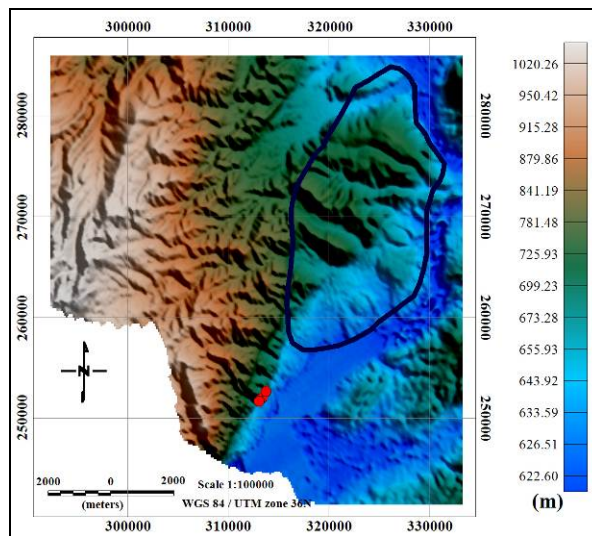 300000 310000 320000 330000
280000 280000
270000 270000
260000 260000
250000 250000
N
2000 0 2000
(meters)
Scale 1:100000
WGS 84 / UTM zone 36N
300000 310000 320000 330000
1020.26
950.42
915.28
879.86
841.19
781.48
725.93
673.28
655.93
643.92
633.59
626.51
622.60
(m)